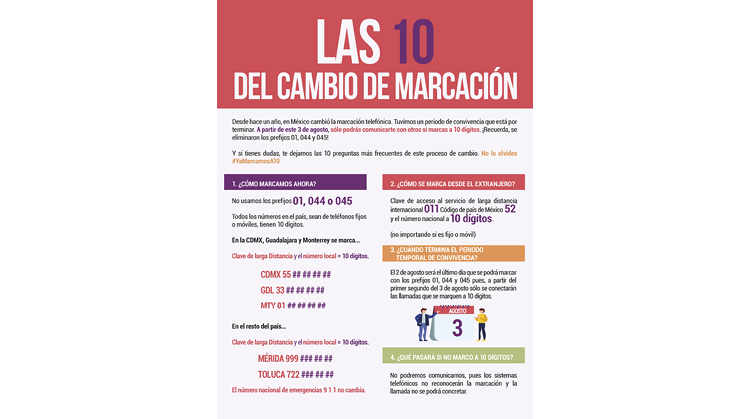 LAS 10
DEL CAMBIO DE MARCACIÓN
Desde hace un año, en México cambió la marcación telefónica. Tuvimos un periodo de convivencia que está por
terminar. A partir de este 3 de agosto, sólo podrás comunicarte con otros si marcas a 10 dígitos. ¡Recuerda, se
eliminaron los prefijos 01, 044 y 045!
Y si tienes dudas, te dejamos las 10 preguntas más frecuentes de este proceso de cambio. No lo olvides
#YaMarcamosA10
1. ¿CÓMO MARCAMOS AHORA?
No usamos los prefijos 01, 044 o 045
Todos los números en el país, sean de teléfonos fijos
o móviles, tienen 10 dígitos.
En la CDMX, Guadalajara y Monterrey se marca...
Clave de larga Distancia y el número local = 10 dígitos.
CDMX 55 ## ## ## ##
GDL 33 ## ## ## ##
MTY 81 ## ## ## ##
En el resto del país...
Clave de larga Distancia y el número local = 10 dígitos.
MÉRIDA 999 ### ## ##
TOLUCA 722 ### ## ##
El número nacional de emergencias 9 1 1 no cambia.
2. ¿CÓMO SE MARCA DESDE EL EXTRANJERO?
Clave de acceso al servicio de larga distancia
internacional 011 Código de país de México 52
y el número nacional a 10 dígitos.
(no importando si es fijo o móvil)
3. ¿CUÁNDO TERMINA EL PERIODO
TEMPORAL DE CONVIVENCIA?
El 2 de agosto será el último día que se podrá marcar
con los prefijos 01, 044 y 045 pues, a partir del
primer segundo del 3 de agosto sólo se conectarán
las llamadas que se marquen a 10 dígitos.
AGOSTO
3
4. ¿QUÉ PASARÁ SI NO MARCO A 10 DÍGITOS?
No podremos comunicarnos, pues los sistemas
telefónicos no reconocerán la marcación y la
llamada no se podrá concretar.